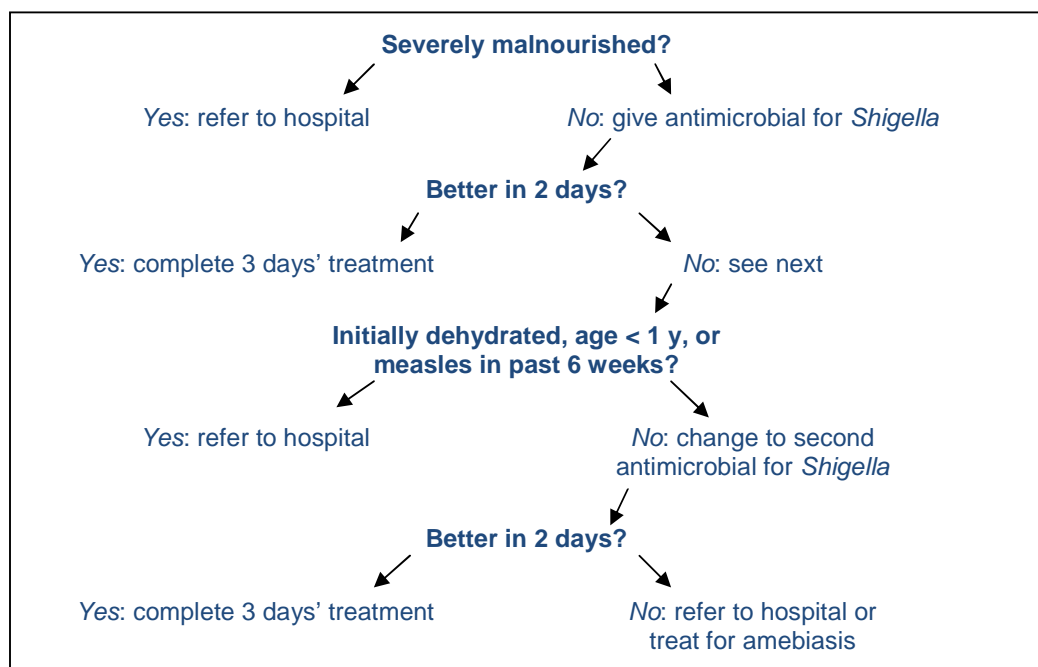 Severely malnourished?
Yes: refer to hospital
No: give antimicrobial for Shigella
Better in 2 days?
Yes: complete 3 days’ treatment
No: see next
Initially dehydrated, age < 1 y, or
measles in past 6 weeks?
Yes: refer to hospital
No: change to second
antimicrobial for Shigella
Better in 2 days?
Yes: complete 3 days’ treatment
No: refer to hospital or
treat for amebiasis